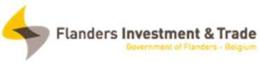 Flanders Investment & Trade
Government of Flanders - Belgium